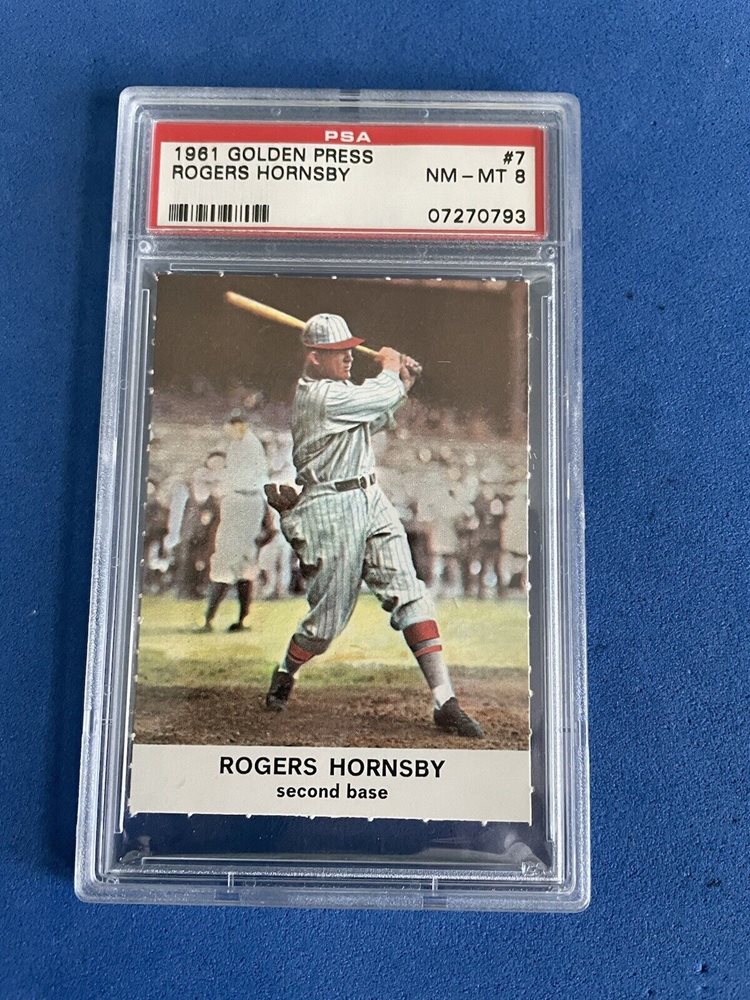 PSA
1961 GOLDEN PRESS #7
ROGERS HORNSBY NM - MT 8
07270793
ROGERS HORNSBY
second base